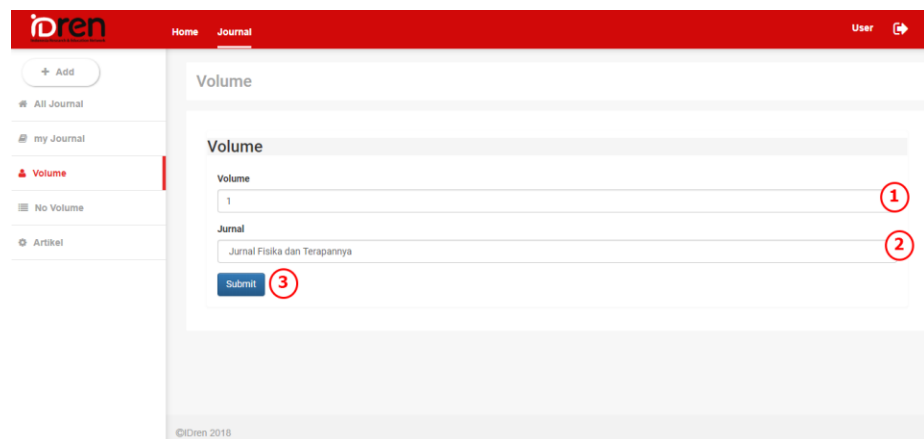 iDren
Home Journal User
+ Add
Volume
All Journal
my Journal
Volume
Volume
Volume
1
1
No Volume
Jurnal
Artikel
Jurnal Fisika dan Terapannya
2
Submit
3
©IDren 2018